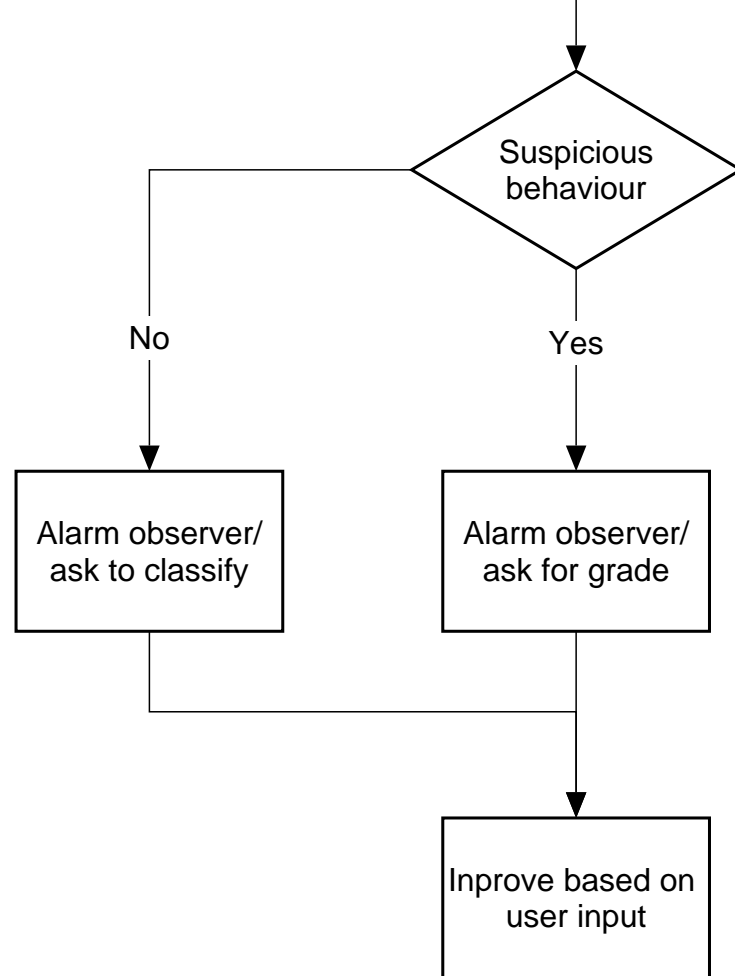 Suspicious
behaviour
No
Yes
Alarm observer/
ask to classify
Alarm observer/
ask for grade
Inprove based on
user input